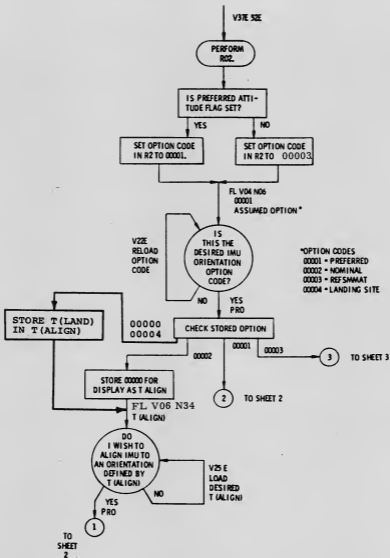 V37E 52E
PERFORM
R02.
IS PREFERRED ATTI-
TUDE FLAG SET?
YES
NO
SET OPTION CODE
IN R2 TO 00001.
SET OPTION CODE
IN R2 TO 00003
FL V04 N06
00001
ASSUMED OPTION*
V22E
RELOAD
OPTION
CODE
IS
THIS THE
DESIRED IMU
ORIENTATION
OPTION
CODE?
NO
YES
PRO
*OPTION CODES
00001 - PREFERRED
00002 - NOMINAL
00003 - REFSMMAT
00004 - LANDING SITE
STORE T(LAND)
IN T(ALIGN)
00000
00004
CHECK STORED OPTION
00002
00001
00003
3
TO SHEET 3
2
TO SHEET 2
STORE 00000 FOR
DISPLAY AS T ALIGN
FL V06 N34
T (ALIGN)
DO
I WISH TO
ALIGN IMU TO
AN ORIENTATION
DEFINED BY
T (ALIGN)
V25 E
LOAD
DESIRED
T (ALIGN)
NO
YES
PRO
1
TO
SHEET
2